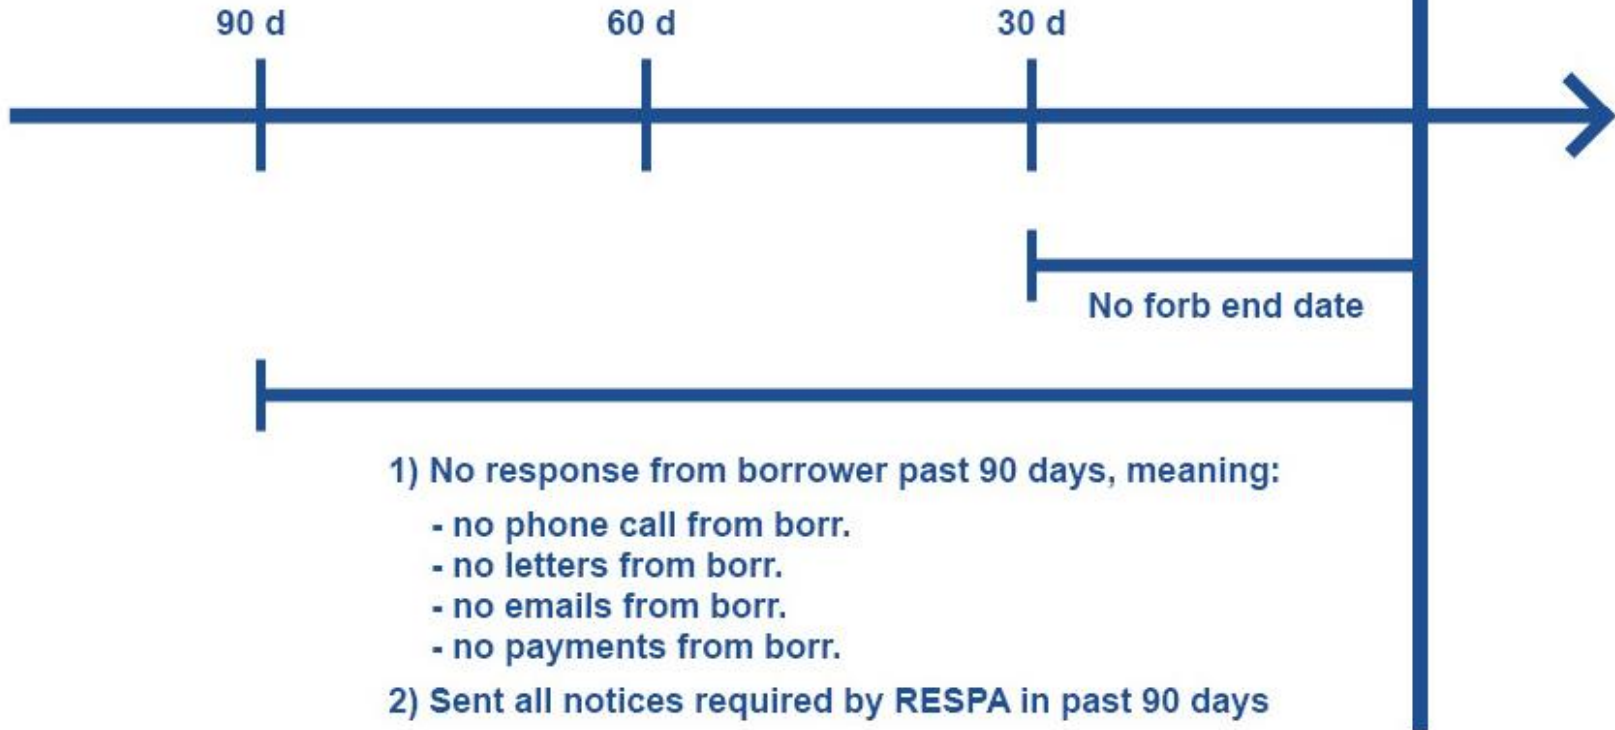 90 d
60 d
30 d
No forb end date
1) No response from borrower past 90 days, meaning:
- no phone call from borr.
- no letters from borr.
- no emails from borr.
- no payments from borr.
2) Sent all notices required by RESPA in past 90 days